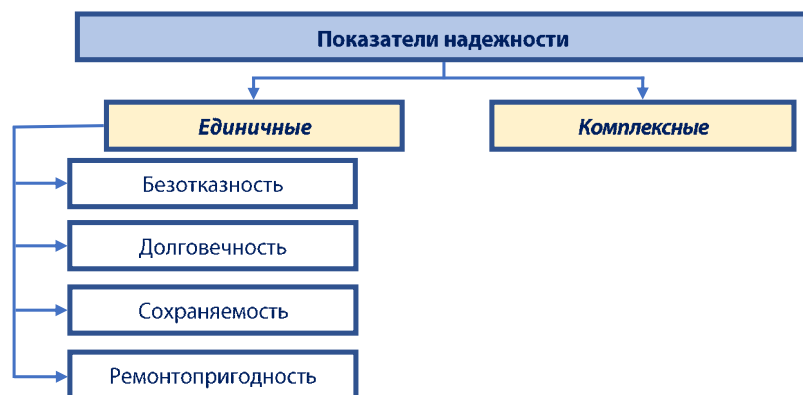 Показатели надежности
Единичные
Комплексные
Безотказность
Долговечность
Сохраняемость
Ремонтопригодность